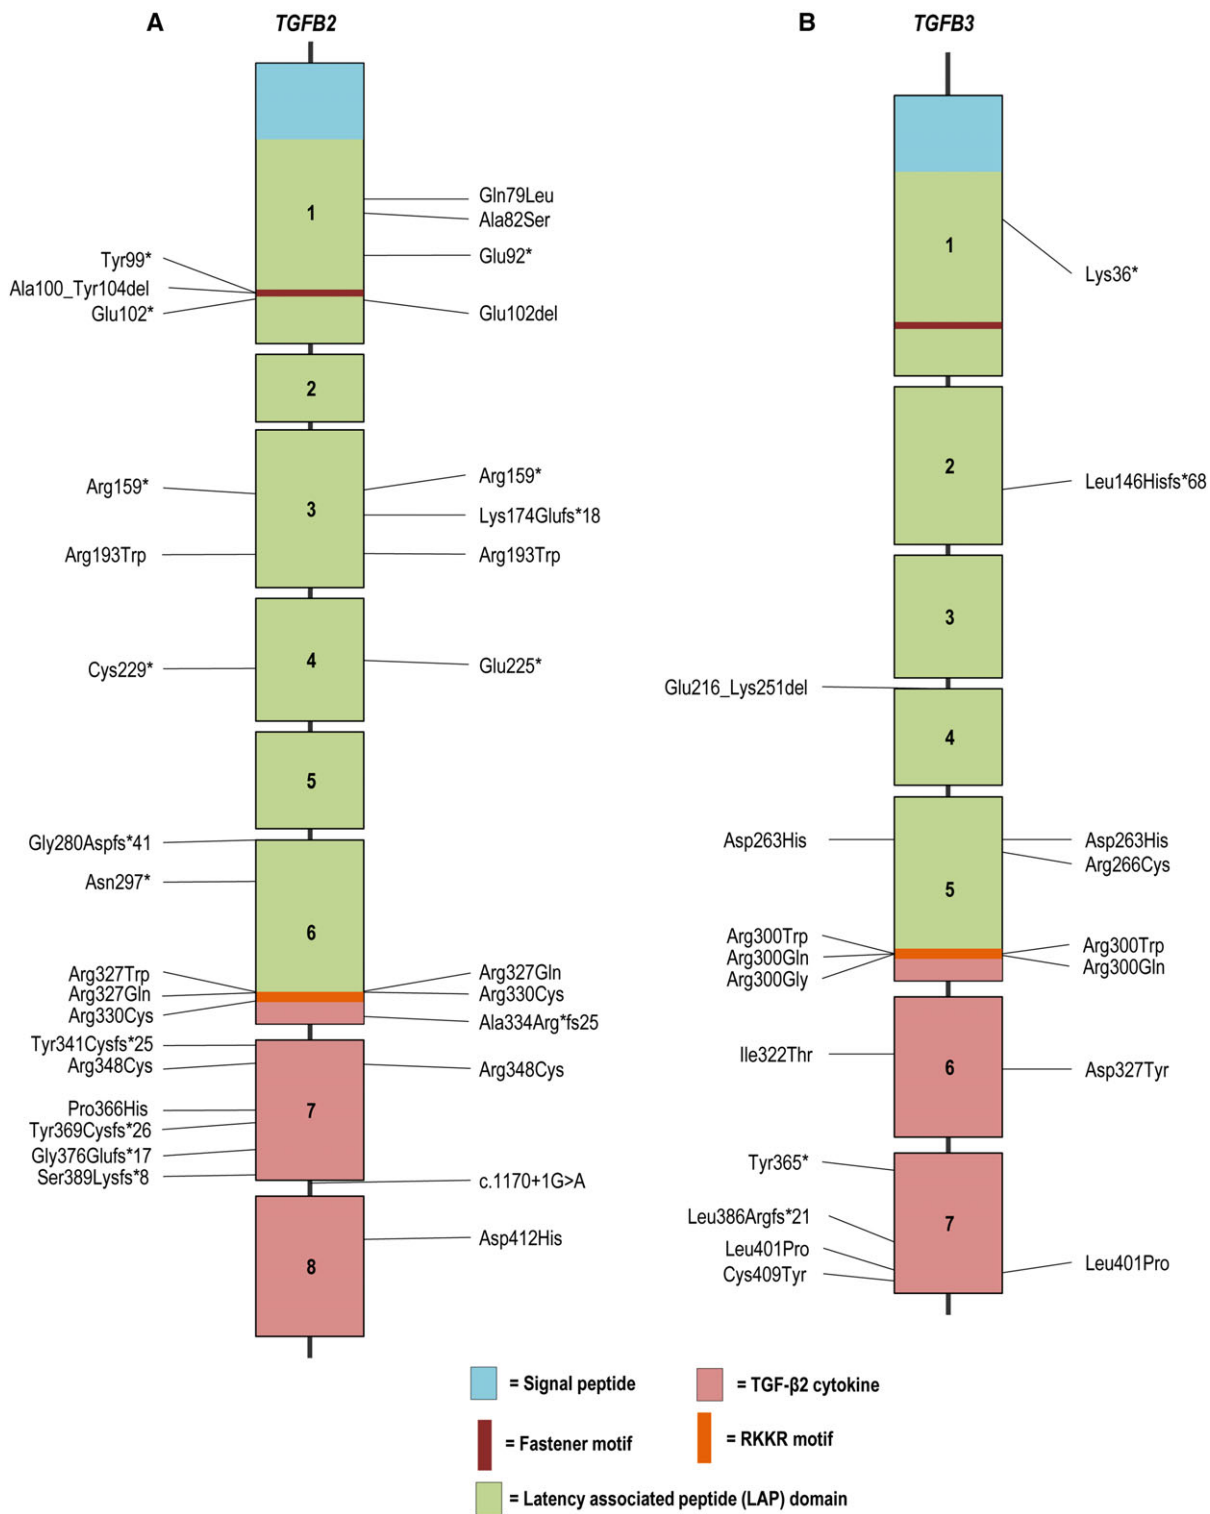 A
TGFB2
1
Gln79Leu
Ala82Ser
Glu92*
Glu102del
Tyr99*
Ala100_Tyr104del
Glu102*
2
3
Arg159*
Arg193Trp
Arg159*
Lys174Glufs*18
Arg193Trp
4
Cys229*
Glu225*
5
6
Gly280Aspfs*41
Asn297*
Arg327Trp
Arg327Gln
Arg330Cys
Arg327Gln
Arg330Cys
Ala334Arg*fs25
7
Tyr341Cysfs*25
Arg348Cys
Pro366His
Tyr369Cysfs*26
Gly376Glufs*17
Ser389Lysfs*8
Arg348Cys
c.1170+1G>A
8
Asp412His
B
TGFB3
1
Lys36*
2
Leu146Hisfs*68
3
Glu216_Lys251del
4
5
Asp263His
Asp263His
Arg266Cys
Arg300Trp
Arg300Gln
Arg300Gly
Arg300Trp
Arg300Gln
6
Ile322Thr
Asp327Tyr
7
Tyr365*
Leu386Argfs*21
Leu401Pro
Cys409Tyr
Leu401Pro
= Signal peptide
= TGF-β2 cytokine
= Fastener motif
= RKKR motif
= Latency associated peptide (LAP) domain